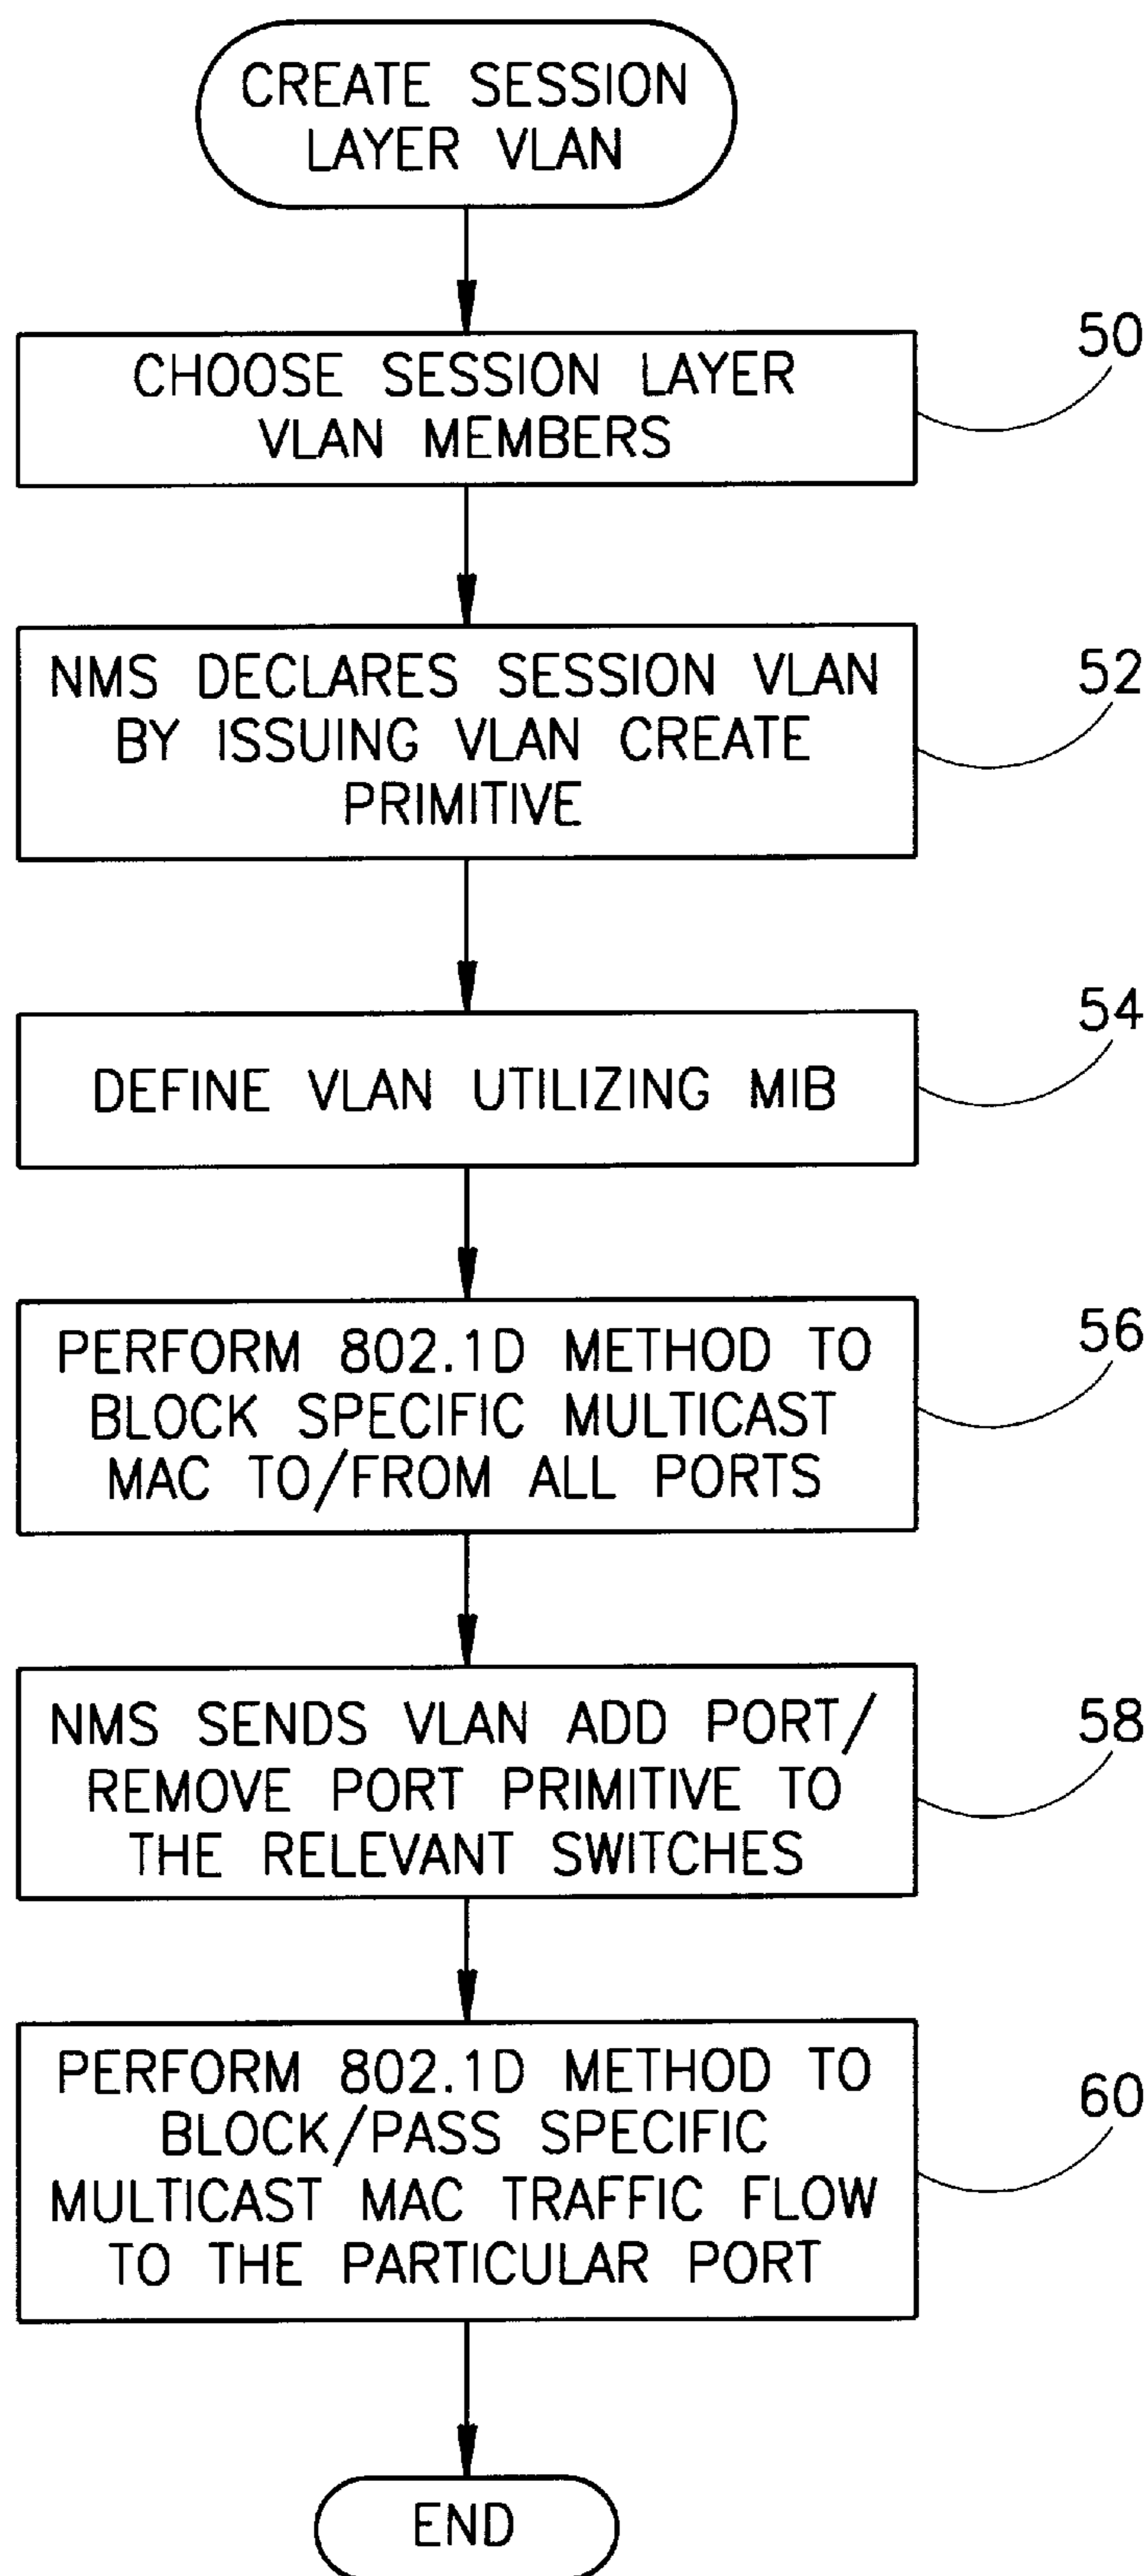 CREATE SESSION
LAYER VLAN
CHOOSE SESSION LAYER
VLAN MEMBERS
50
NMS DECLARES SESSION VLAN
BY ISSUING VLAN CREATE
PRIMITIVE
52
DEFINE VLAN UTILIZING MIB
54
PERFORM 802.1D METHOD TO
BLOCK SPECIFIC MULTICAST
MAC TO/FROM ALL PORTS
56
NMS SENDS VLAN ADD PORT/
REMOVE PORT PRIMITIVE TO
THE RELEVANT SWITCHES
58
PERFORM 802.1D METHOD TO
BLOCK/PASS SPECIFIC
MULTICAST MAC TRAFFIC FLOW
TO THE PARTICULAR PORT
60
END